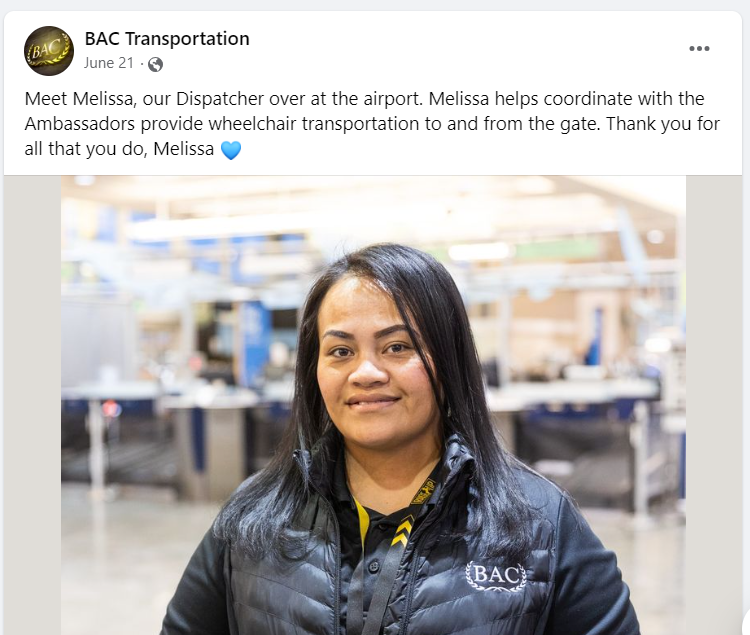 BAC
BAC Transportation
June 21 ·
Meet Melissa, our Dispatcher over at the airport. Melissa helps coordinate with the
Ambassadors provide wheelchair transportation to and from the gate. Thank you for
all that you do, Melissa 💙
BAC